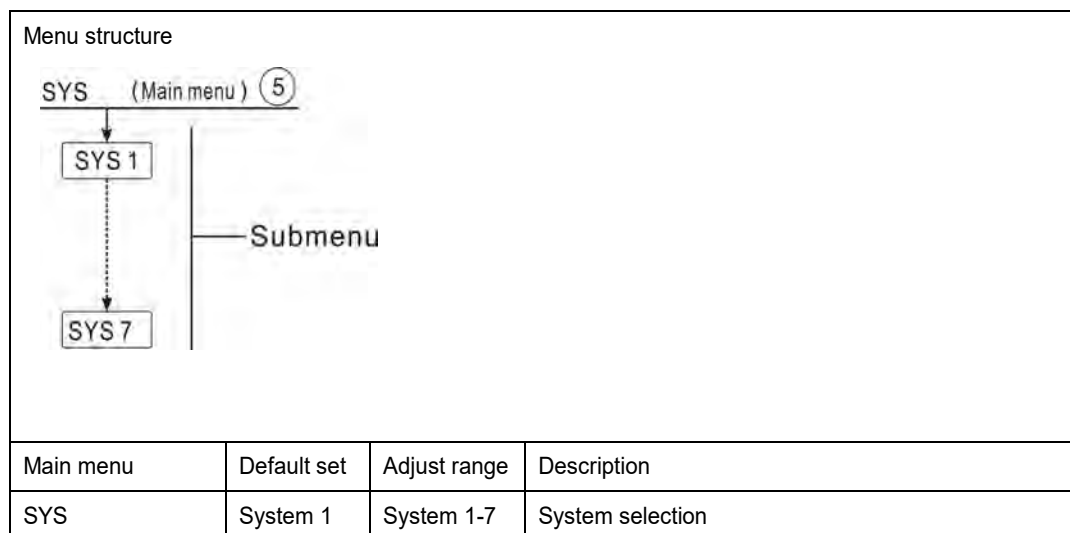 Menu structure
SYS (Main menu) 5
SYS 1
Submenu
SYS 7
Main menu Default set Adjust range Description
SYS System 1 System 1-7 System selection